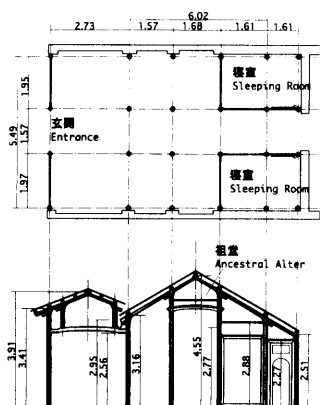 6.02
2.73 1.57 1.68 1.61 1.61
寝室
Sleeping Room
1.95
玄関
Entrance
5.49
1.57
寝室
Sleeping Room
1.97
祖堂
Ancestral Alter
3.91
3.41
2.95
2.56
3.16
4.55
2.77
2.88
2.27
2.51